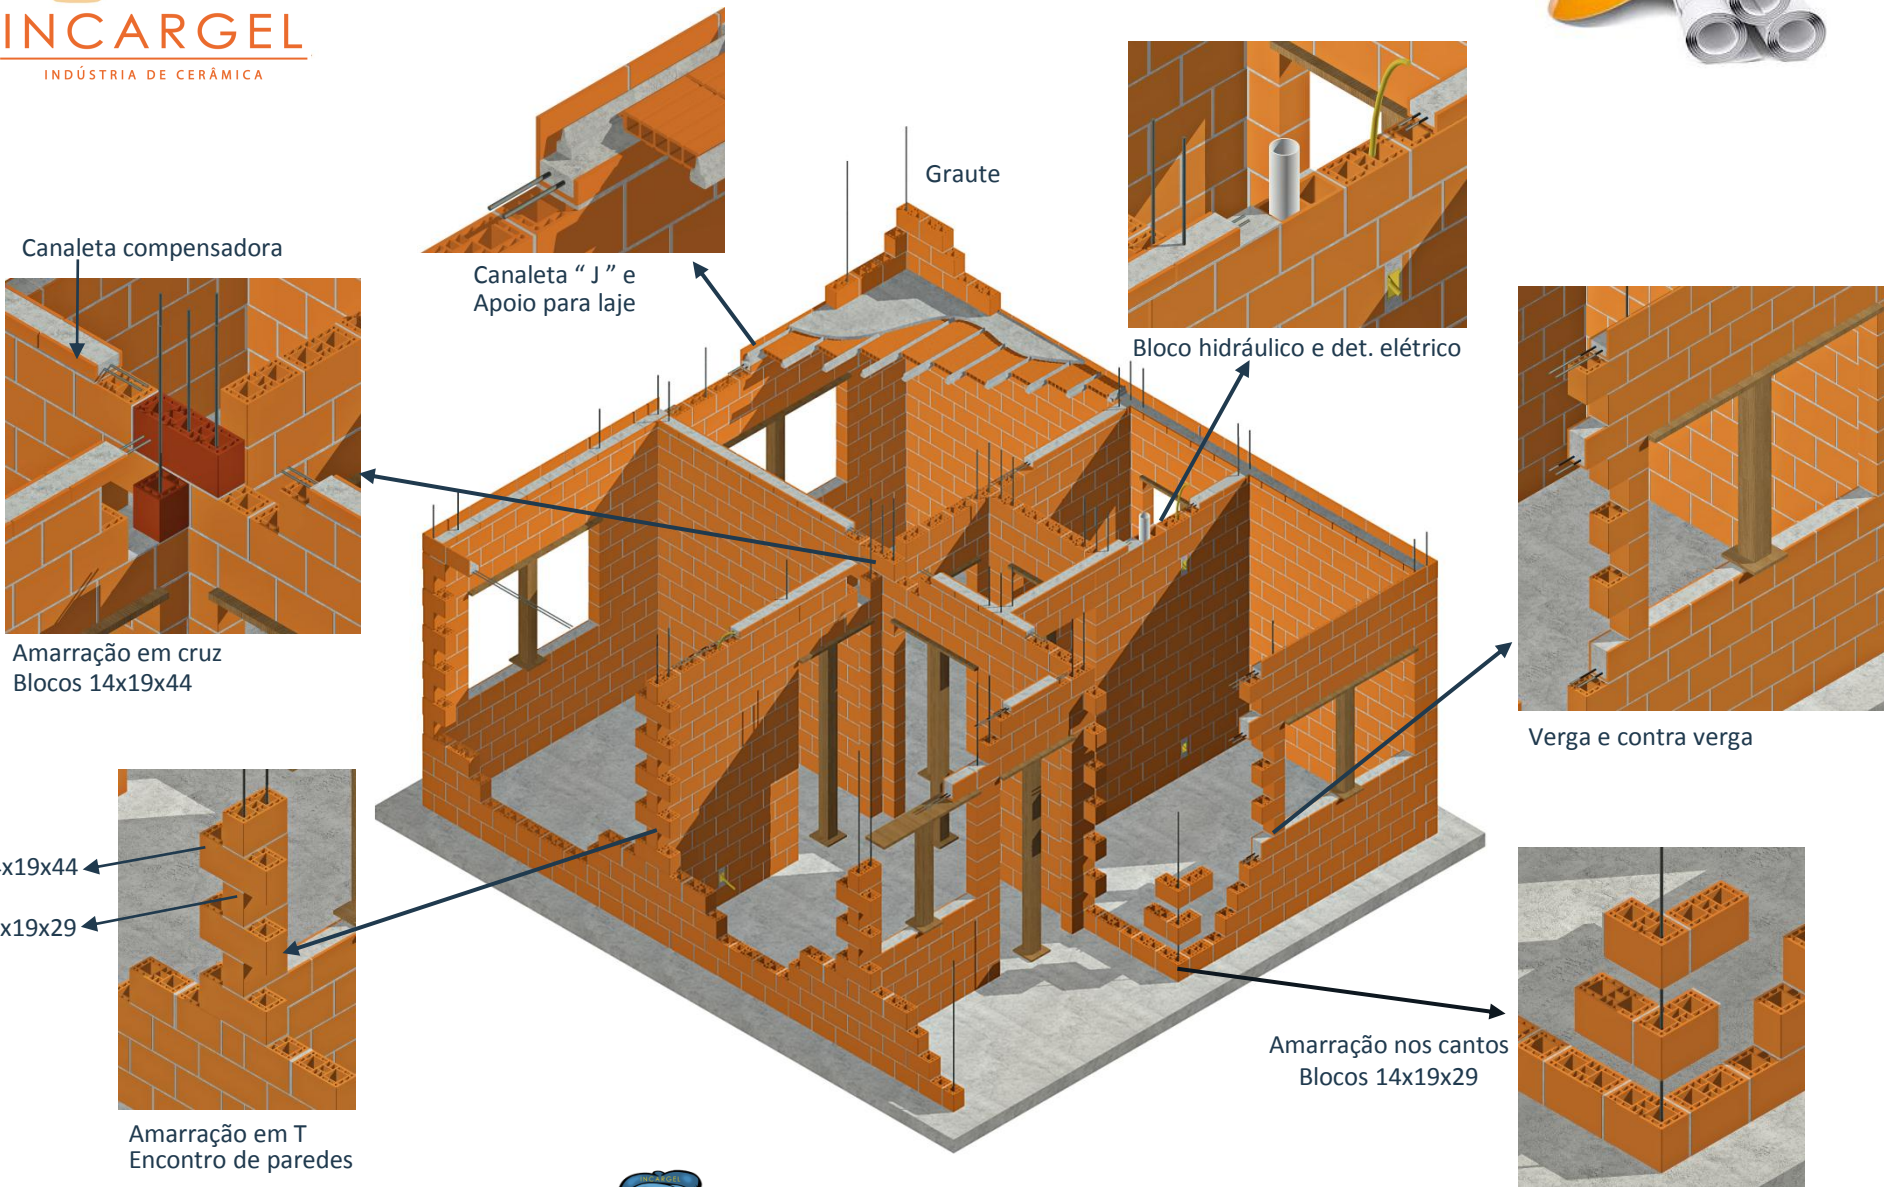 INCARGEL
INDÚSTRIA DE CERÂMICA
Graute
Canaleta compensadora
Canaleta “ J ” e
Apoio para laje
Bloco hidráulico e det. elétrico
Amarração em cruz
Blocos 14x19x44
Verga e contra verga
x19x44
x19x29
Amarração nos cantos
Blocos 14x19x29
Amarração em T
Encontro de paredes
INCARGEL